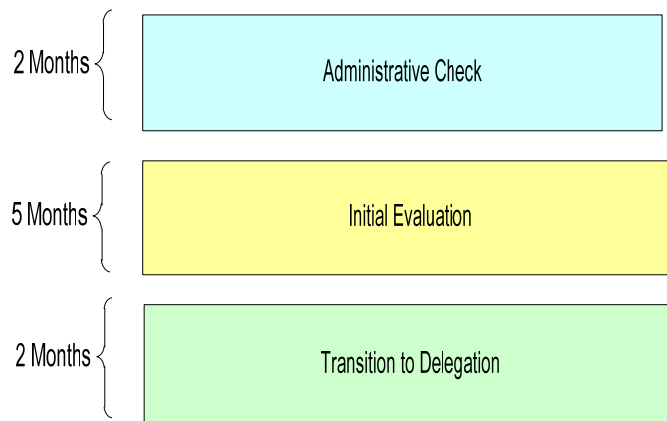 2 Months
Administrative Check
5 Months
Initial Evaluation
2 Months
Transition to Delegation